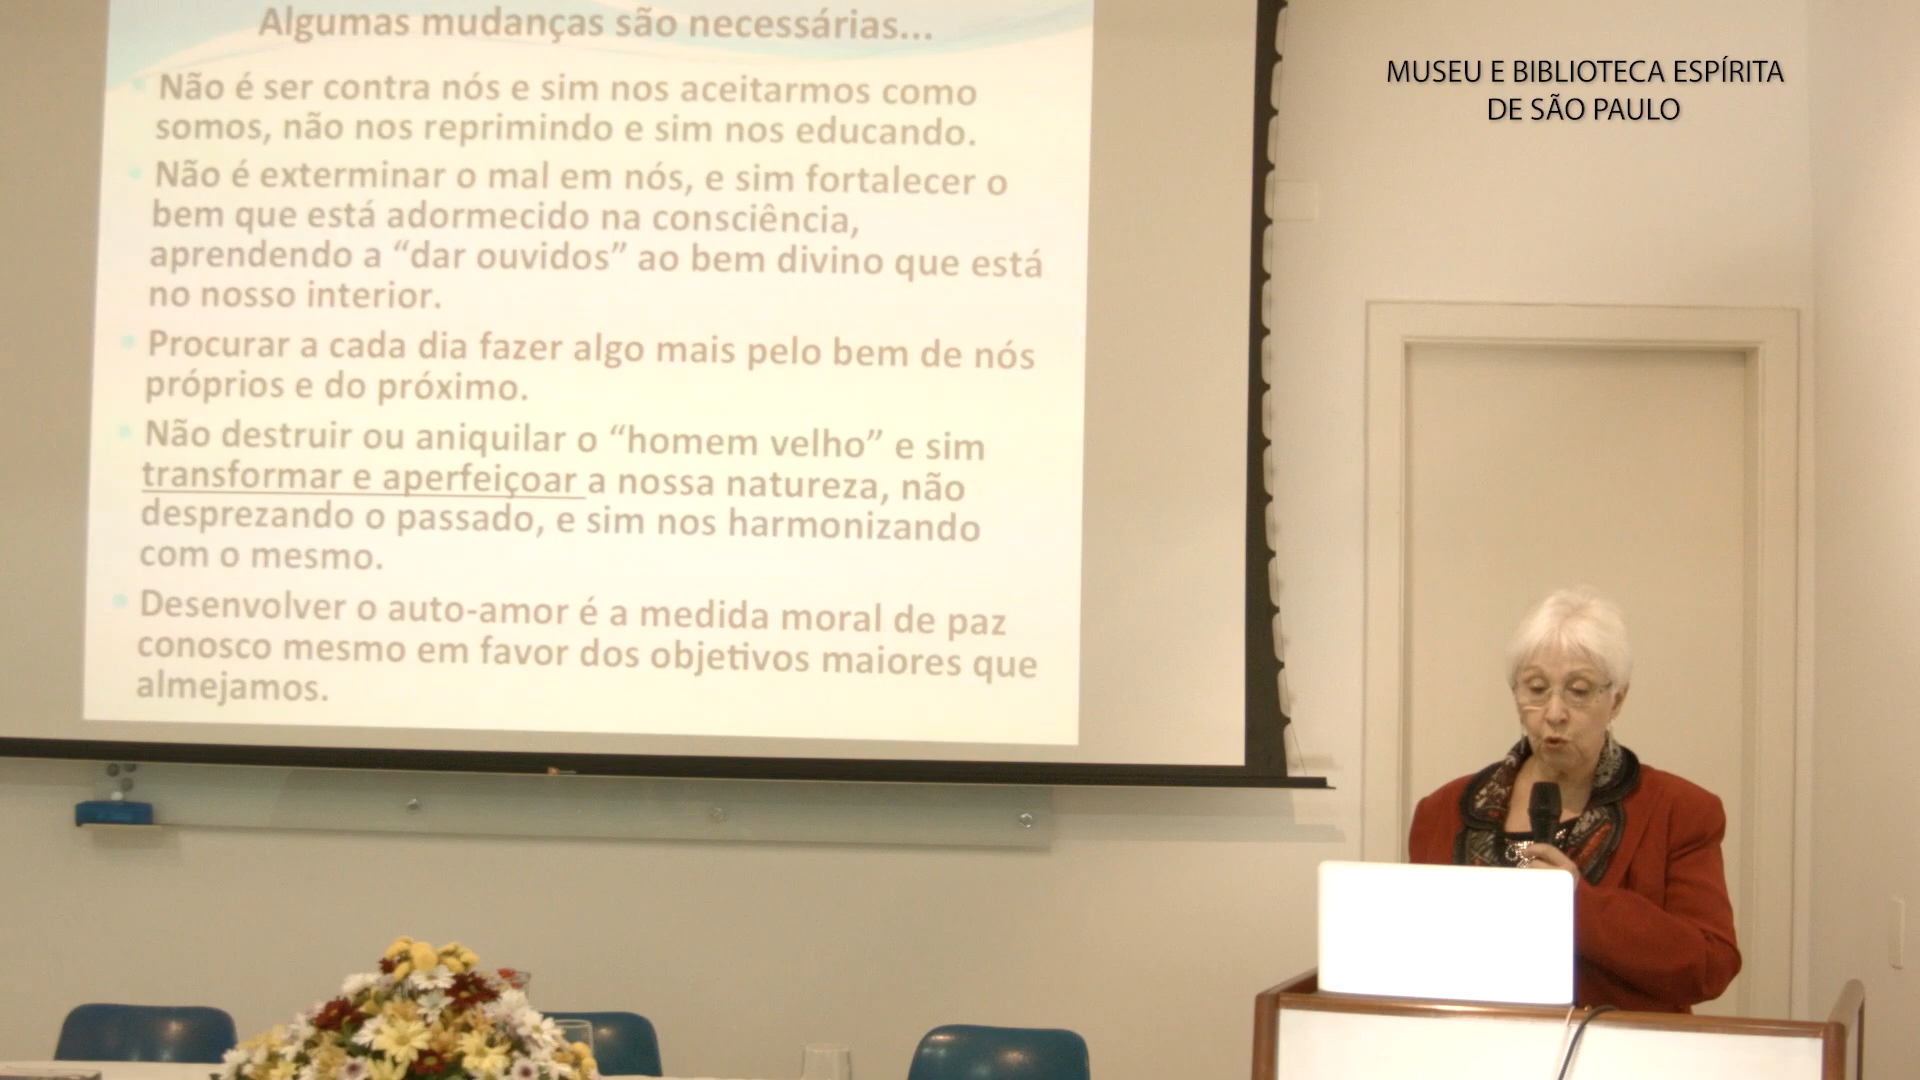 Algumas mudanças são necessárias...
Não é ser contra nós e sim nos aceitarmos como
somos, não nos reprimindo e sim nos educando.
Não é exterminar o mal em nós, e sim fortalecer o
bem que está adormecido na consciência,
aprendendo a “dar ouvidos” ao bem divino que está
no nosso interior.
Procurar a cada dia fazer algo mais pelo bem de nós
próprios e do próximo.
Não destruir ou aniquilar o “homem velho” e sim
transformar e aperfeiçoar a nossa natureza, não
desprezando o passado, e sim nos harmonizando
com o mesmo.
Desenvolver o auto-amor é a medida moral de paz
conosco mesmo em favor dos objetivos maiores que
almejamos.
MUSEU E BIBLIOTECA ESPÍRITA
DE SÃO PAULO